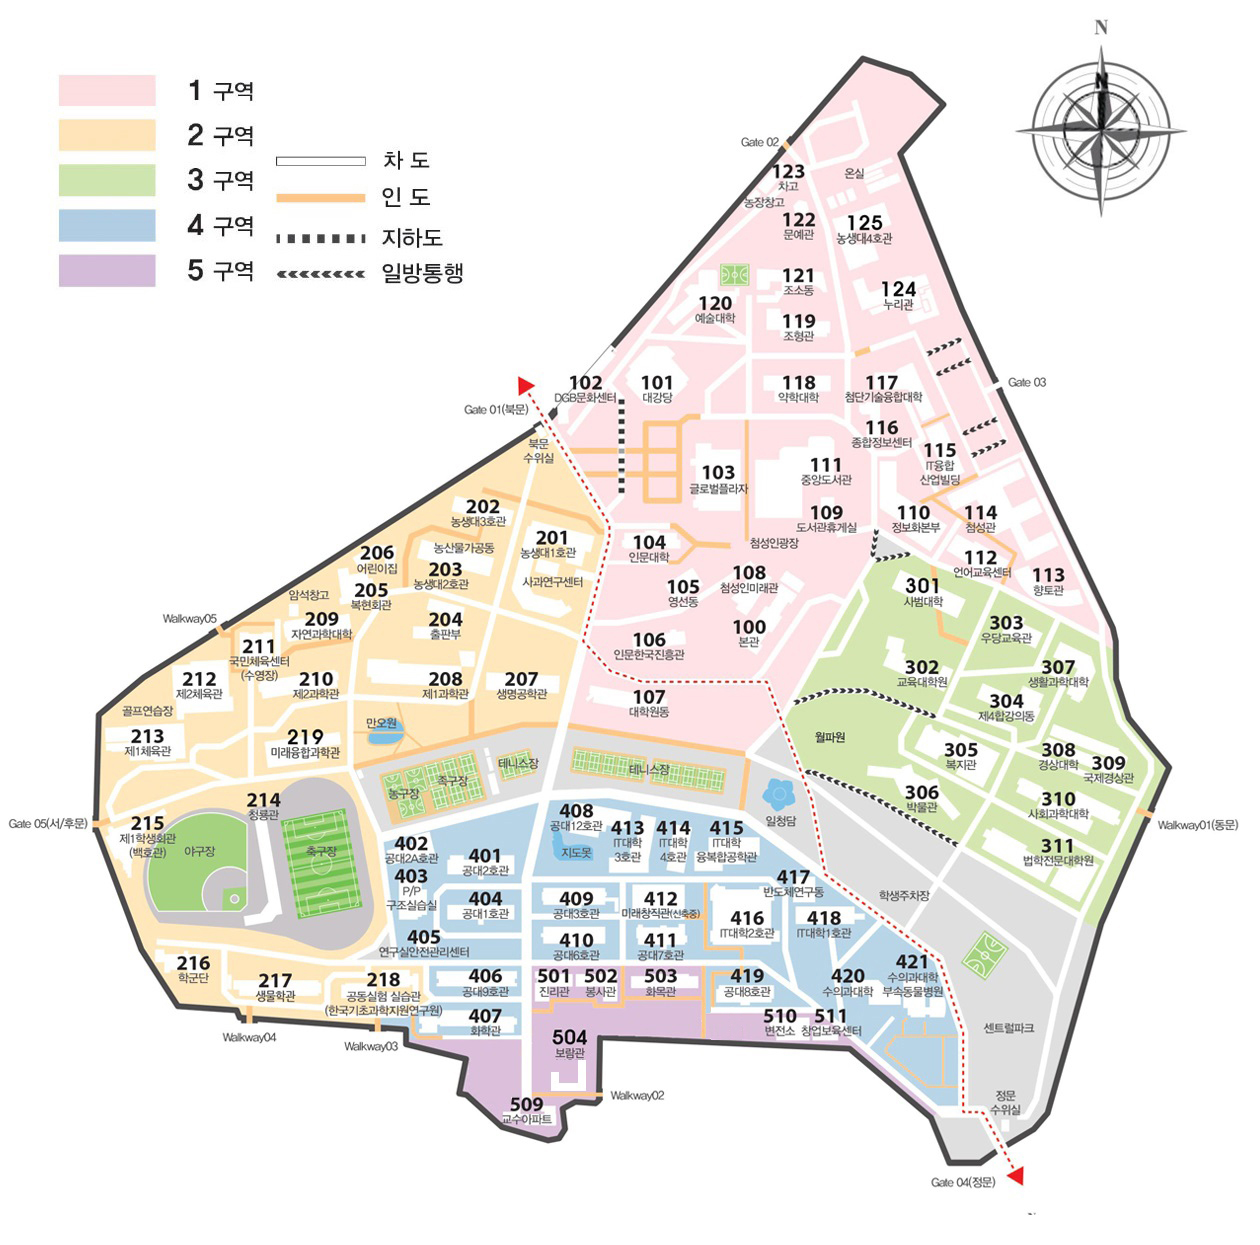 N
N
1 구역
2 구역
3 구역
4 구역
5 구역
차 도
인 도
지하도
일방통행
Gate 02
123
차고
온실
농장창고
122
문예관
125
농생대4호관
121
조소동
124
누리관
120
예술대학
119
조형관
102
DGB문화센터
101
대강당
118
약학대학
117
첨단기술융합대학
Gate 03
Gate 01(북문)
북문
수위실
116
종합정보센터
115
IT융합
산업빌딩
103
글로벌플라자
111
중앙도서관
109
도서관휴게실
110
정보화본부
114
첨성관
202
농생대3호관
201
농생대1호관
농산물가공동
104
인문대학
첨성인광장
112
언어교육센터
113
향토관
206
어린이집
203
농생대2호관
사과연구센터
105
영선동
108
첨성인미래관
301
사범대학
암석창고
205
복현회관
Walkway05
209
자연과학대학
204
출판부
100
본관
303
우당교육관
211
국민체육센터
(수영장)
106
인문한국진흥관
302
교육대학원
307
생활과학대학
212
제2체육관
210
제2과학관
208
제1과학관
207
생명공학관
107
대학원동
304
제4합강의동
골프연습장
213
제1체육관
219
미래융합과학관
만오원
월파원
305
복지관
308
경상대학
309
국제경상관
농구장
족구장
테니스장
테니스장
306
박물관
310
사회과학대학
214
청룡관
408
공대12호관
일청담
Gate 05(서/후문)
215
제1학생회관
(백호관)
야구장
축구장
402
공대2A호관
401
공대2호관
지도못
413
IT대학
3호관
414
IT대학
4호관
415
IT대학
융복합공학관
311
법학전문대학원
Walkway01(동문)
403
P/P
구조실습실
404
공대1호관
409
공대3호관
412
미래창직관(신축중)
417
반도체연구동
학생주차장
416
IT대학2호관
418
IT대학1호관
405
연구실안전관리센터
410
공대6호관
411
공대7호관
216
학군단
217
생물학관
218
공동실험 실습관
(한국기초과학지원연구원)
406
공대9호관
501
진리관
502
봉사관
503
화목관
419
공대8호관
420
수의과대학
421
수의과대학
부속동물병원
407
화학관
510
변전소
511
창업보육센터
센트럴파크
Walkway04
Walkway03
504
보람관
Walkway02
509
교수아파트
정문
수위실
Gate 04(정문)